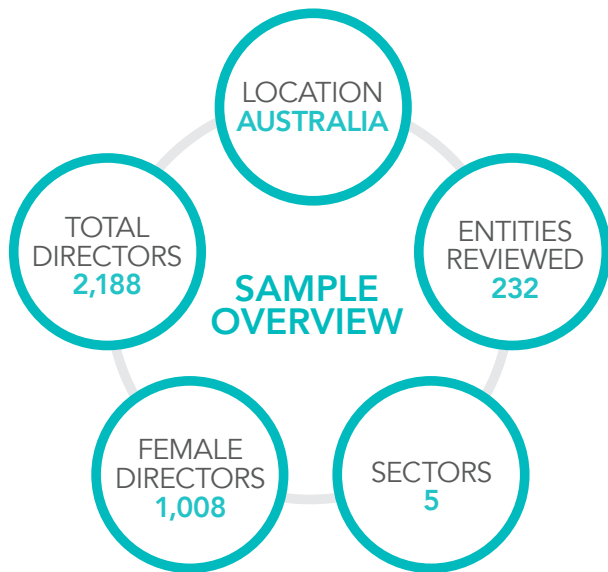 LOCATION
AUSTRALIA
TOTAL
DIRECTORS
2,188
ENTITIES
REVIEWED
232
SAMPLE
OVERVIEW
FEMALE
DIRECTORS
1,008
SECTORS
5